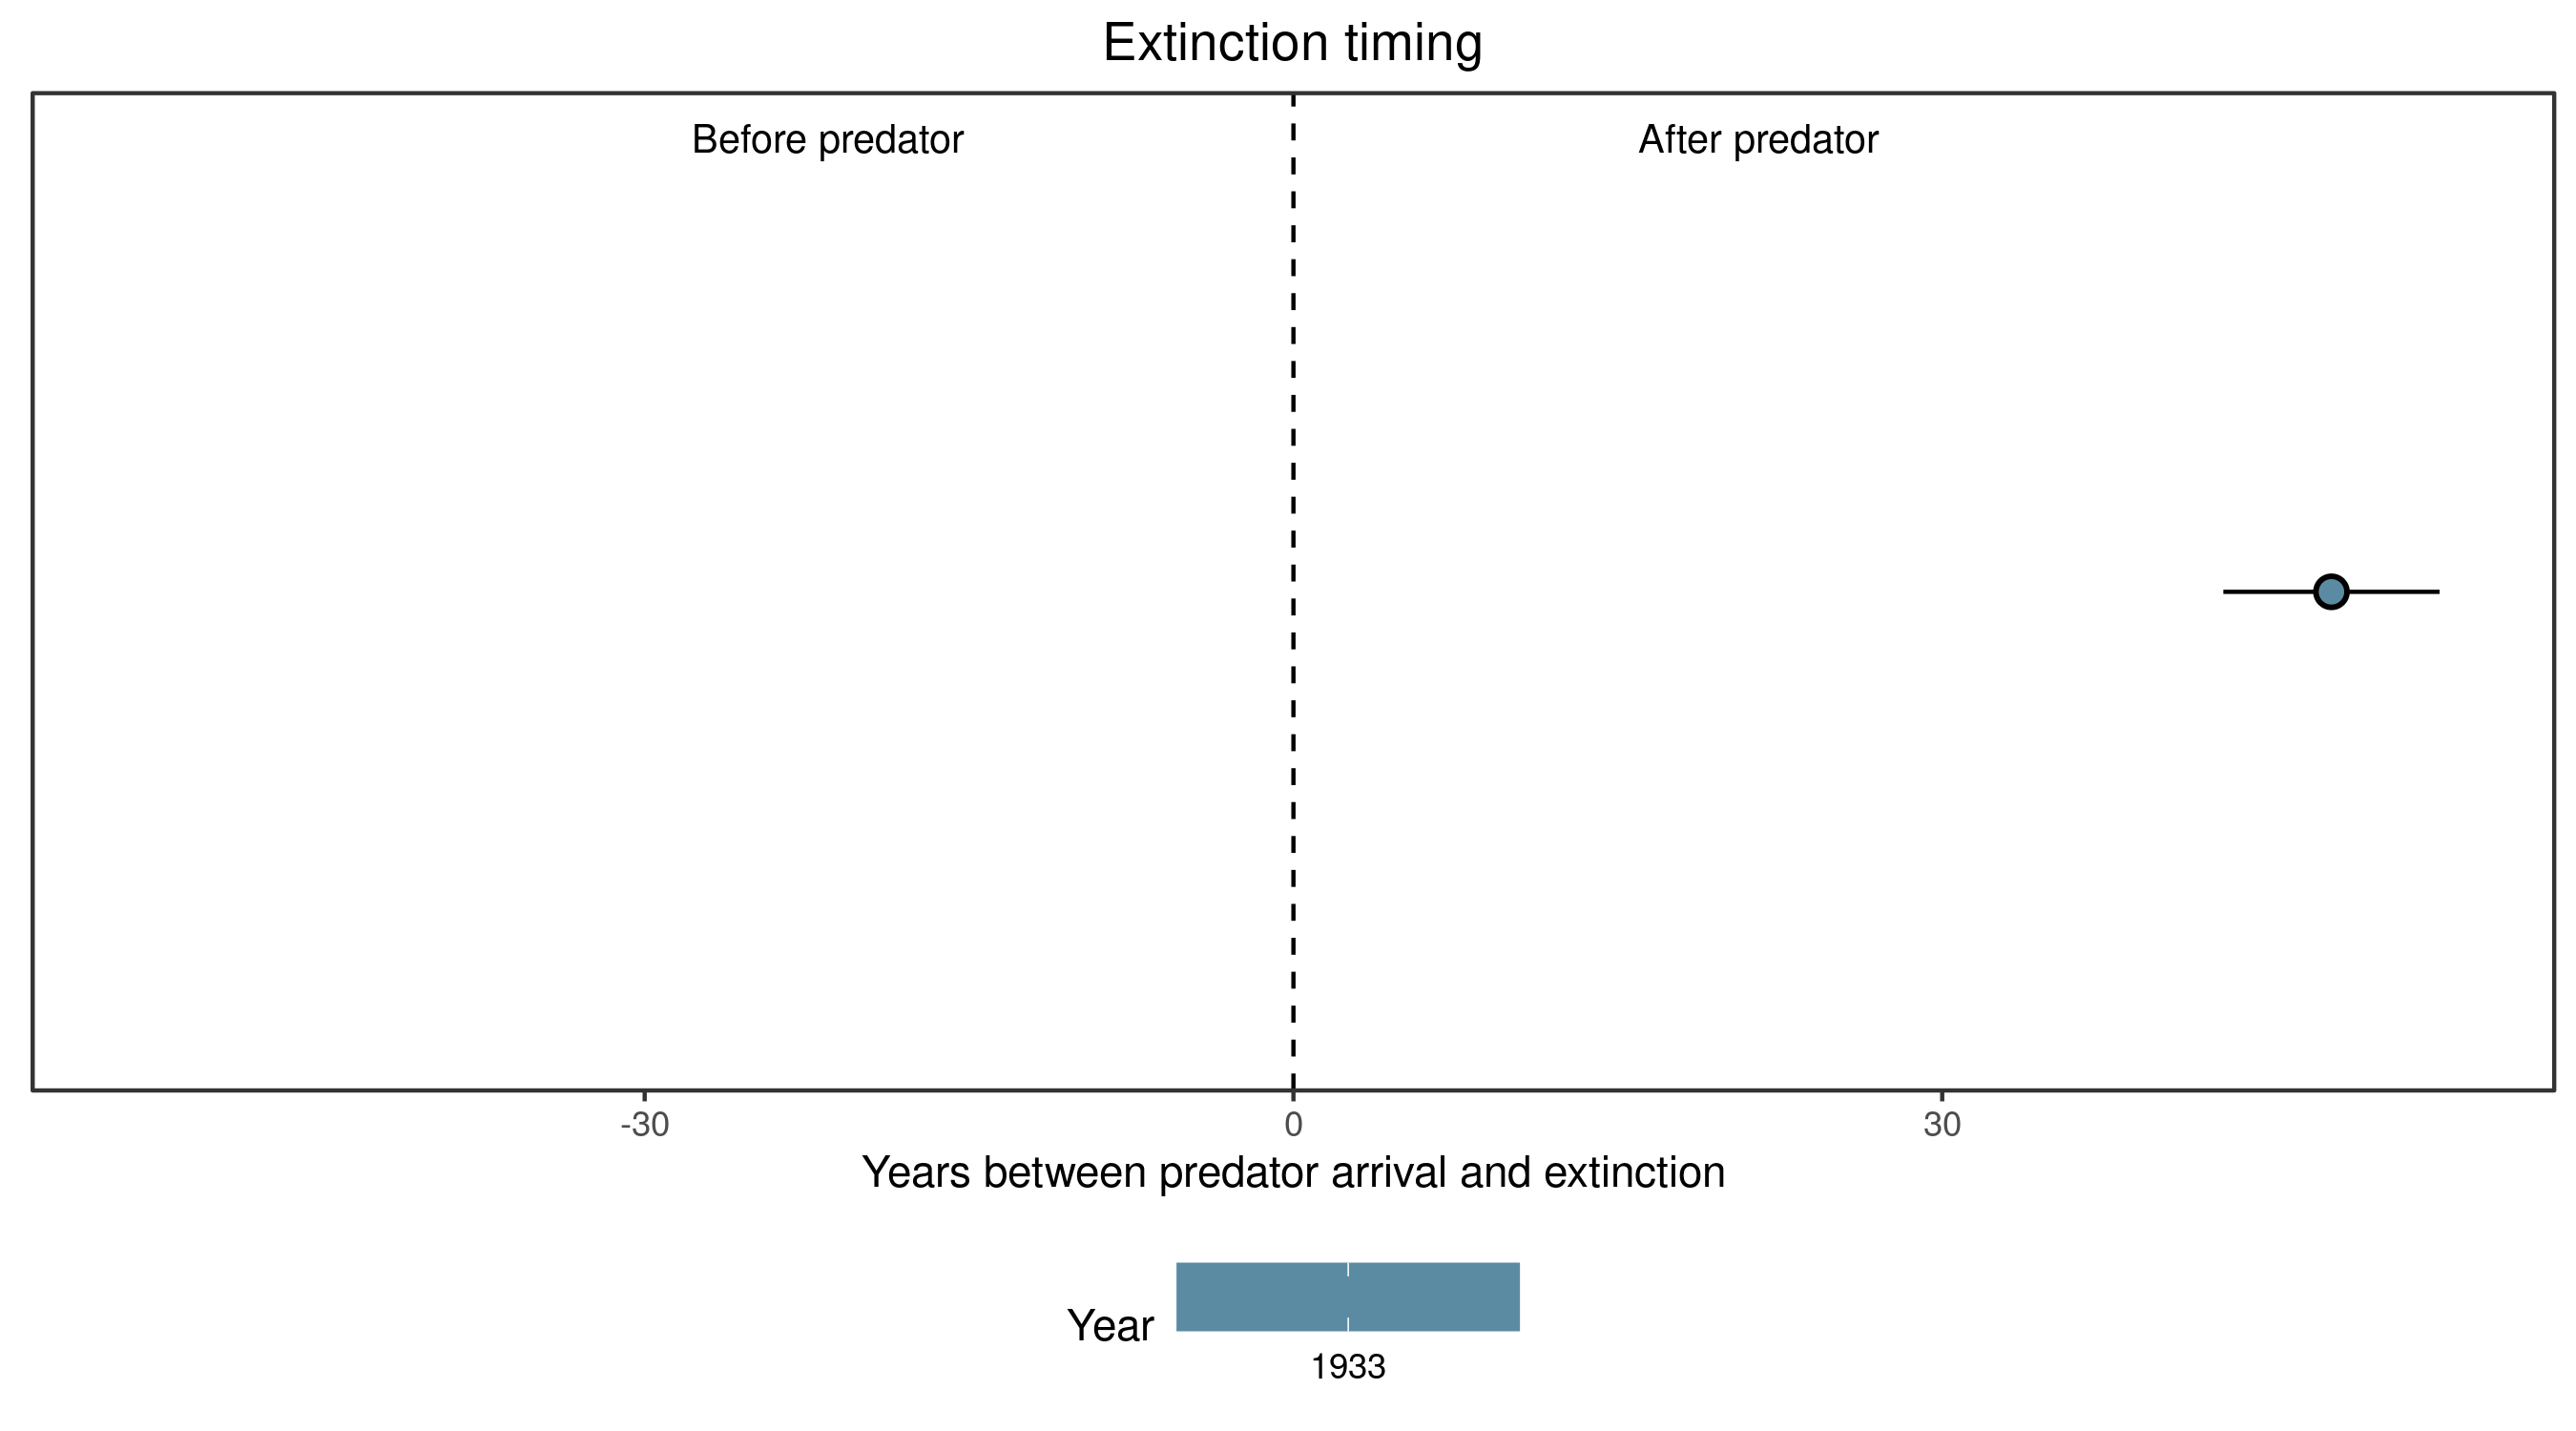 Extinction timing
Before predator
After predator
-30
0
30
Years between predator arrival and extinction
Year
1933